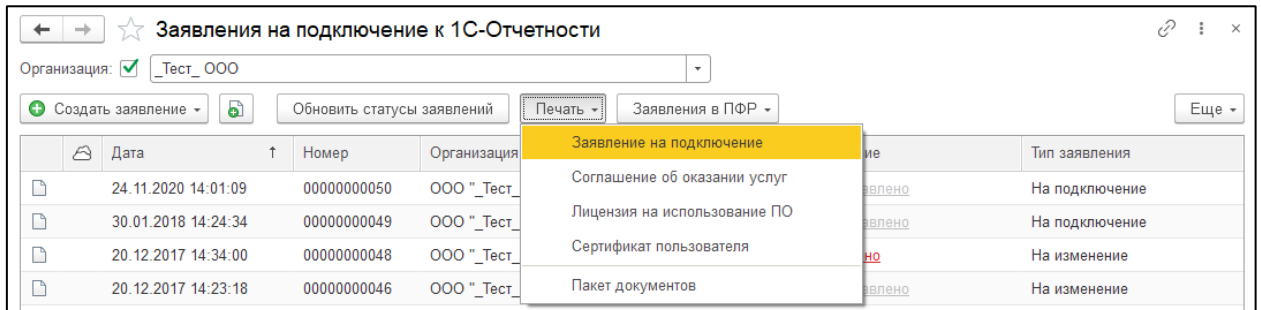 Заявления на подключение к 1С-Отчетности
Организация: _Тест_ ООО
Создать заявление Обновить статусы заявлений Печать Заявления в ПФР Еще
Дата Номер Организация Тип заявления
Заявление на подключение
24.11.2020 14:01:09 00000000050 ООО "_Тест_ На подключение
Соглашение об оказании услуг
30.01.2018 14:24:34 00000000049 ООО "_Тест_ На подключение
Лицензия на использование ПО
20.12.2017 14:34:00 00000000048 ООО "_Тест_ На изменение
Сертификат пользователя
20.12.2017 14:23:18 00000000046 ООО "_Тест_ На изменение
Пакет документов